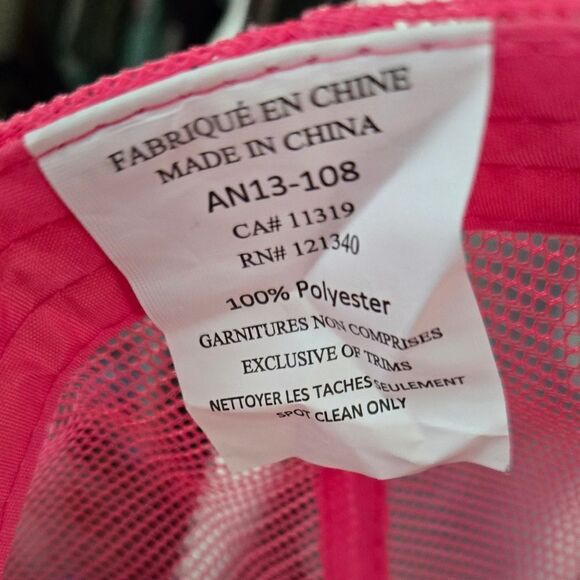 FABRIQUÉ EN CHINE
MADE IN CHINA
AN13-108
CA# 11319
RN# 121340
100% Polyester
GARNITURES NON COMPRISES
EXCLUSIVE OF TRIMS
NETTOYER LES TACHES SEULEMENT
SPOT CLEAN ONLY